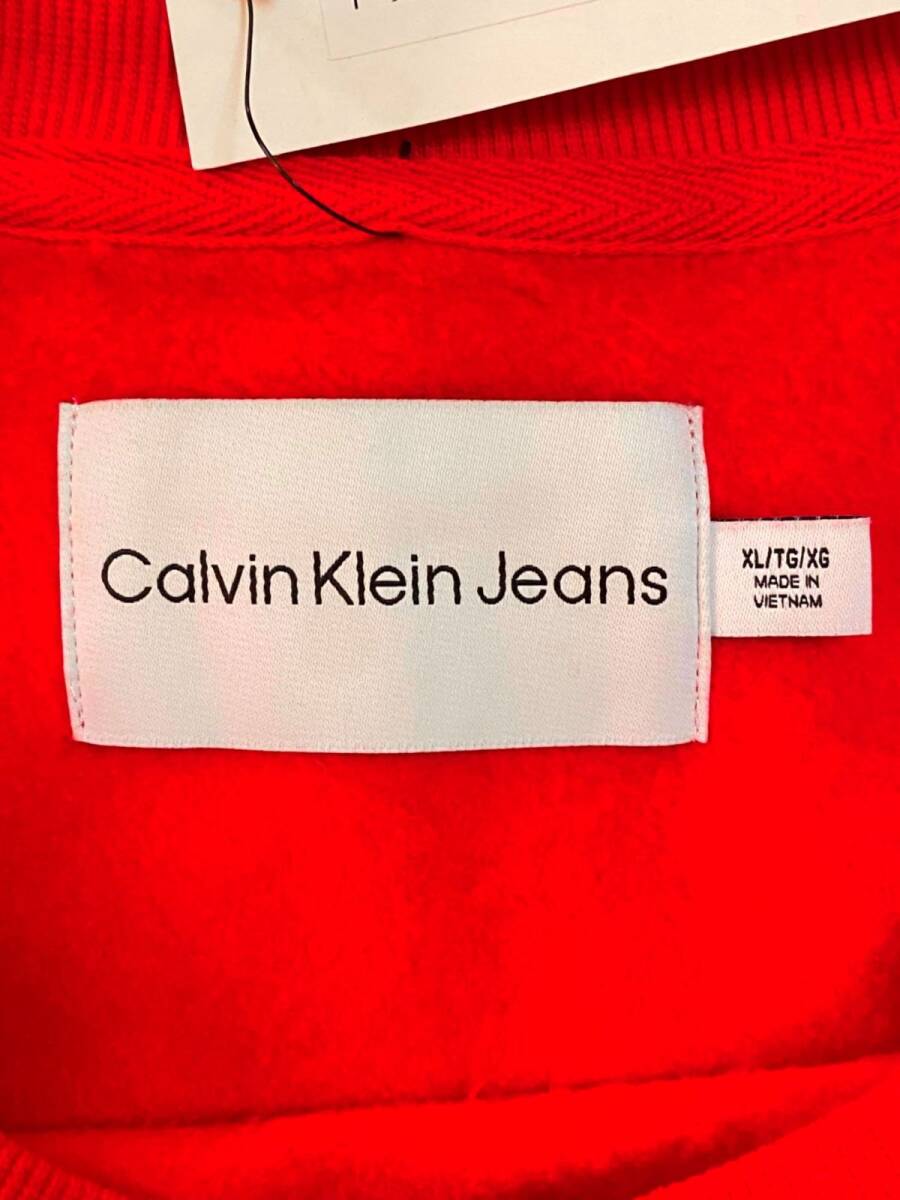 Calvin Klein Jeans
XL/TG/XG
MADE IN
VIETNAM